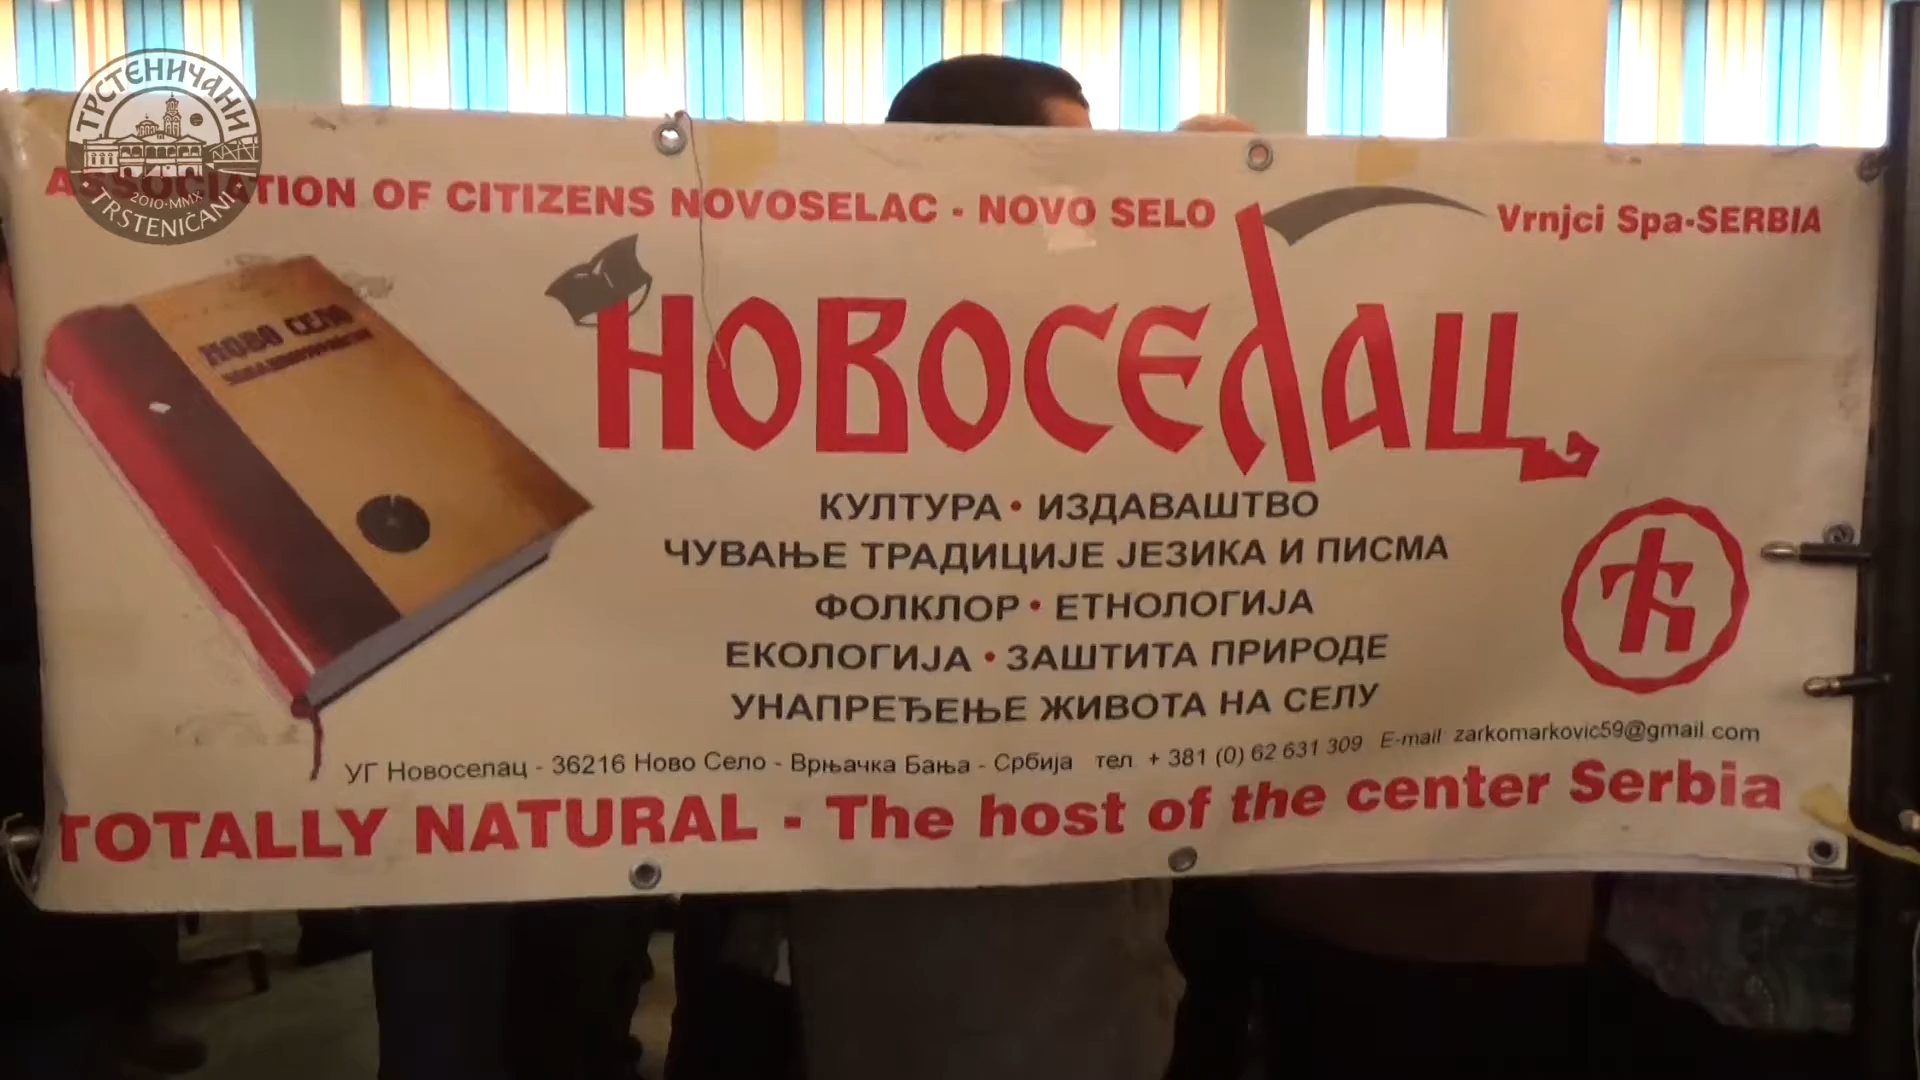 ТРСТЕНИЧАНИ
2010-MMX
TRSTENIČANI
ASSOCIATION OF CITIZENS NOVOSELAC - NOVO SELO
Vrnjci Spa-SERBIA
НОВО СЕЛО
НОВОСЕЛАЦ
КУЛТУРА • ИЗДАВАШТВО
ЧУВАЊЕ ТРАДИЦИЈЕ ЈЕЗИКА И ПИСМА
ФОЛКЛОР • ЕТНОЛОГИЈА
ЕКОЛОГИЈА • ЗАШТИТА ПРИРОДЕ
УНАПРЕЂЕЊЕ ЖИВОТА НА СЕЛУ
Ћ
УГ Новоселац - 36216 Ново Село - Врњачка Бања - Србија тел. + 381 (0) 62 631 309 E-mail: zarkomarkovic59@gmail.com
TOTALLY NATURAL - The host of the center Serbia